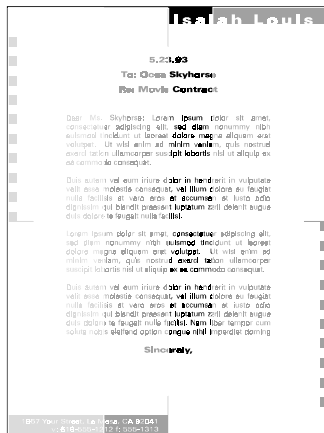 Isaiah Louis
5.23.93
To: Ocea Skyhorse
Re: Movie Contract
Dear Ms. Skyhorse: Lorem ipsum dolor sit amet,
consectetuer adipiscing elit, sed diam nonummy nibh
euismod tincidunt ut laoreet dolore magna aliquam erat
volutpat. Ut wisi enim ad minim veniam, quis nostrud
exerci tation ullamcorper suscipit lobortis nisl ut aliquip ex
ea commodo consequat.
Duis autem vel eum iriure dolor in hendrerit in vulputate
velit esse molestie consequat, vel illum dolore eu feugiat
nulla facilisis at vero eros et accumsan et iusto odio
dignissim qui blandit praesent luptatum zzril delenit augue
duis dolore te feugait nulla facilisi.
Lorem ipsum dolor sit amet, consectetuer adipiscing elit,
sed diam nonummy nibh euismod tincidunt ut laoreet
dolore magna aliquam erat volutpat. Ut wisi enim ad
minim veniam, quis nostrud exerci tation ullamcorper
suscipit lobortis nisl ut aliquip ex ea commodo consequat.
Duis autem vel eum iriure dolor in hendrerit in vulputate
velit esse molestie consequat, vel illum dolore eu feugiat
nulla facilisis at vero eros et accumsan et iusto odio
dignissim qui blandit praesent luptatum zzril delenit augue
duis dolore te feugait nulla facilisi. Nam liber tempor cum
soluta nobis eleifend option congue nihil imperdiet doming
Sincerely,
Your Street, La Mesa, CA 92041